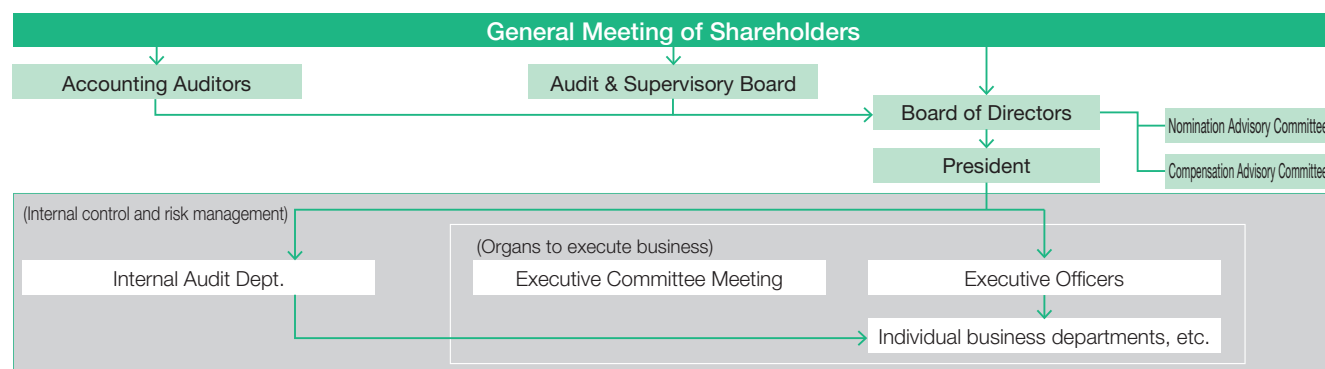 General Meeting of Shareholders
Accounting Auditors
Audit & Supervisory Board
Board of Directors
Nomination Advisory Committee
President
Compensation Advisory Committee
(Internal control and risk management)
(Organs to execute business)
Internal Audit Dept.
Executive Committee Meeting
Executive Officers
Individual business departments, etc.